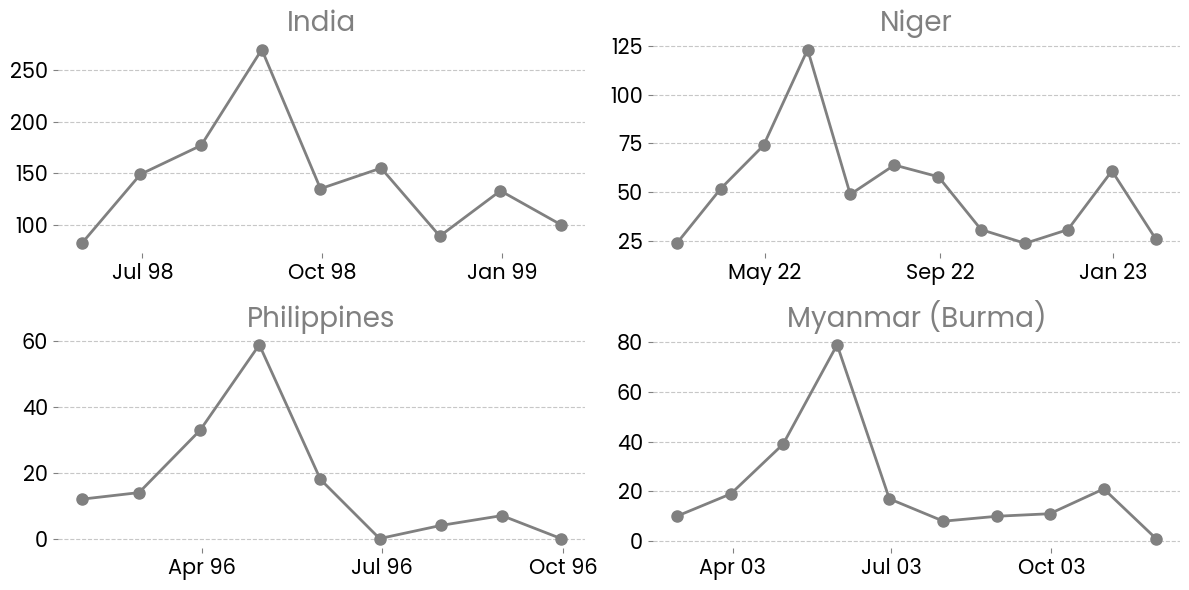 India
250
200
150
100
Jul 98 Oct 98 Jan 99
Niger
125
100
75
50
25
May 22 Sep 22 Jan 23
Philippines
60
40
20
0
Apr 96 Jul 96 Oct 96
Myanmar (Burma)
80
60
40
20
0
Apr 03 Jul 03 Oct 03